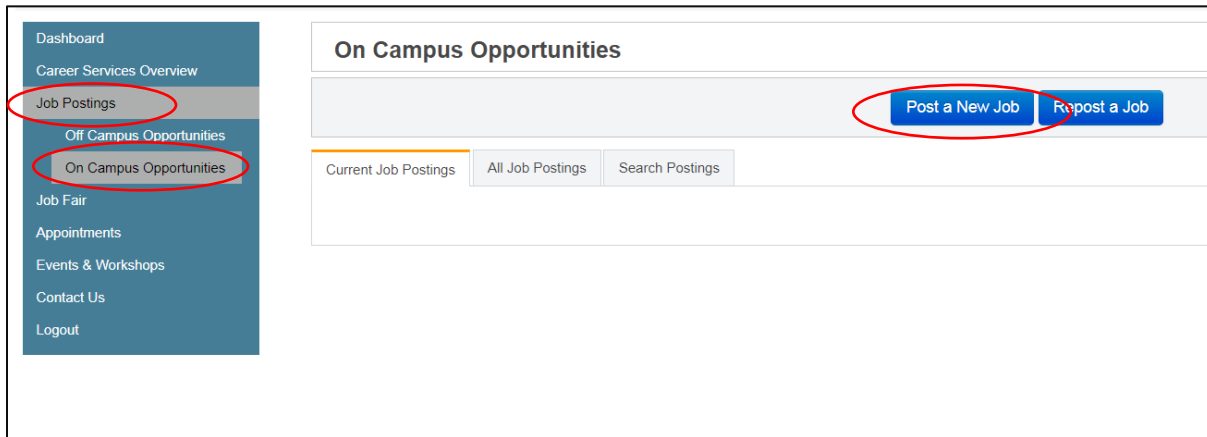 Dashboard
Career Services Overview
Job Postings
Off Campus Opportunities
On Campus Opportunities
Job Fair
Appointments
Events & Workshops
Contact Us
Logout
On Campus Opportunities
Post a New Job Repost a Job
Current Job Postings All Job Postings Search Postings